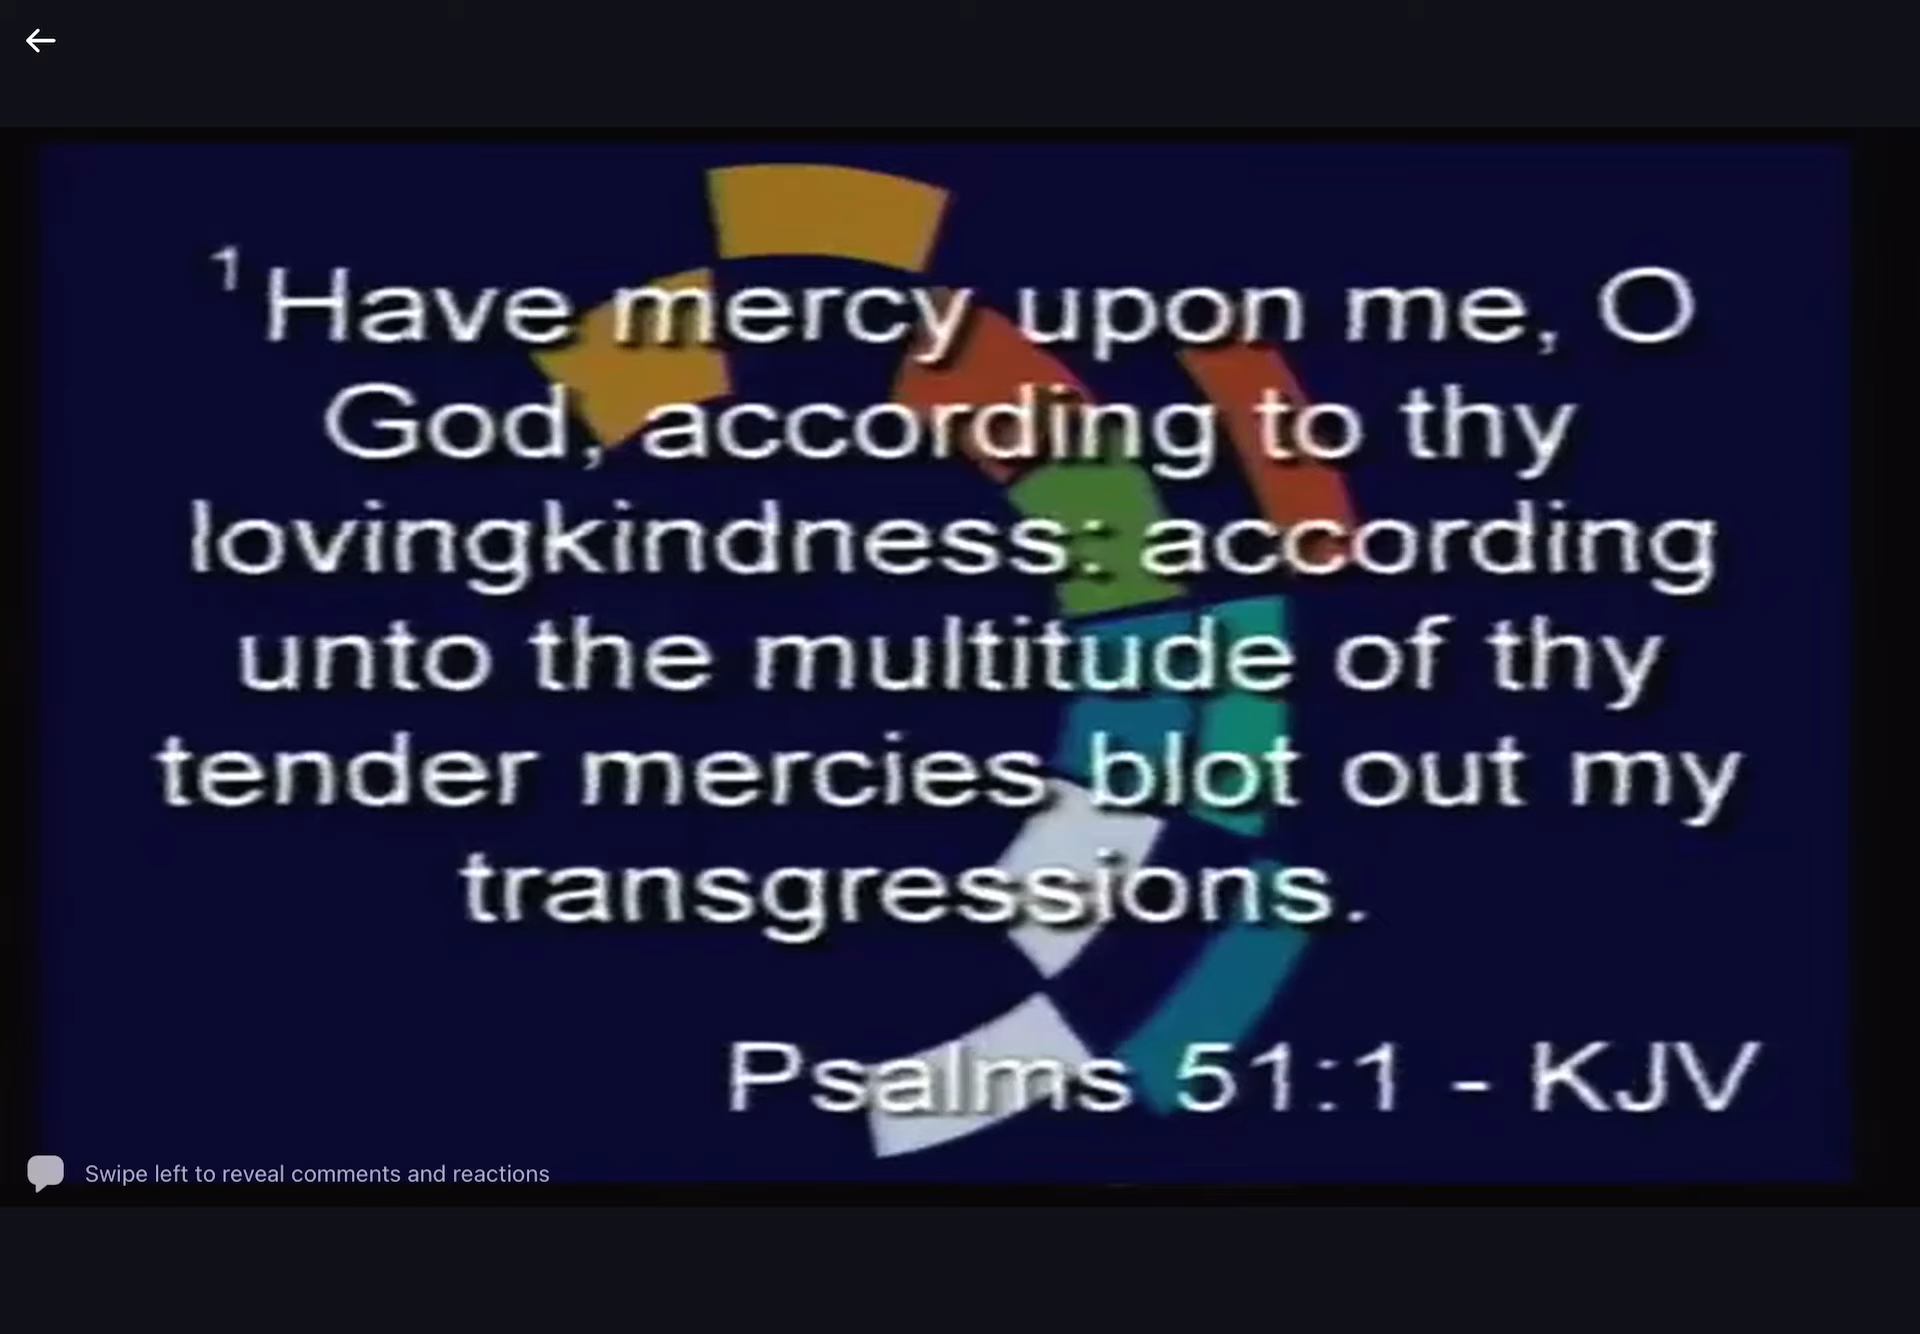 1 Have mercy upon me, O
God, according to thy
lovingkindness: according
unto the multitude of thy
tender mercies blot out my
transgressions.
Psalms 51:1 - KJV
Swipe left to reveal comments and reactions